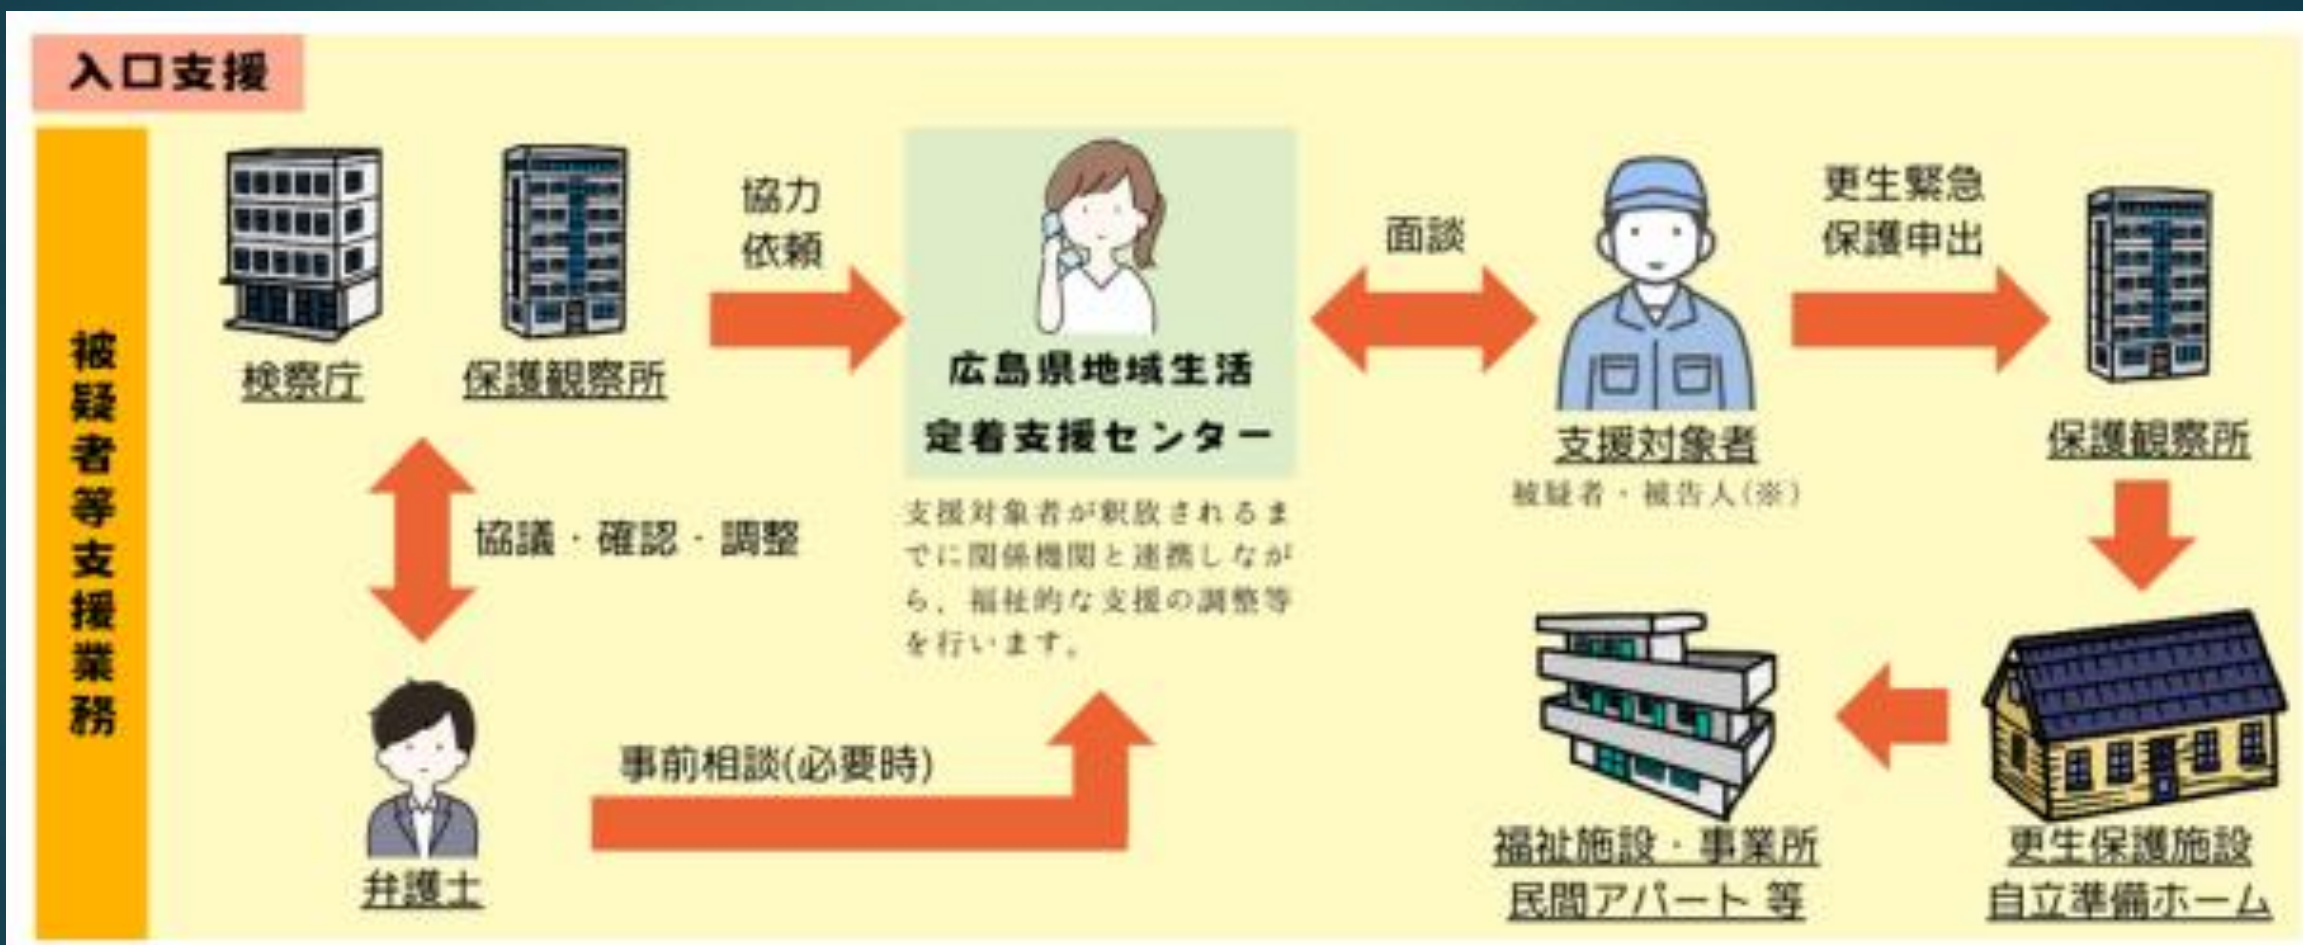 入口支援
被疑者等支援業務
検察庁
保護観察所
協力
依頼
広島県地域生活
定着支援センター
支援対象者が釈放されるま
でに関係機関と連携しなが
ら、福祉的な支援の調整等
を行います。
面談
支援対象者
被疑者・被告人(※)
更生緊急
保護申出
保護観察所
協議・確認・調整
弁護士
事前相談(必要時)
福祉施設・事業所
民間アパート 等
更生保護施設
自立準備ホーム